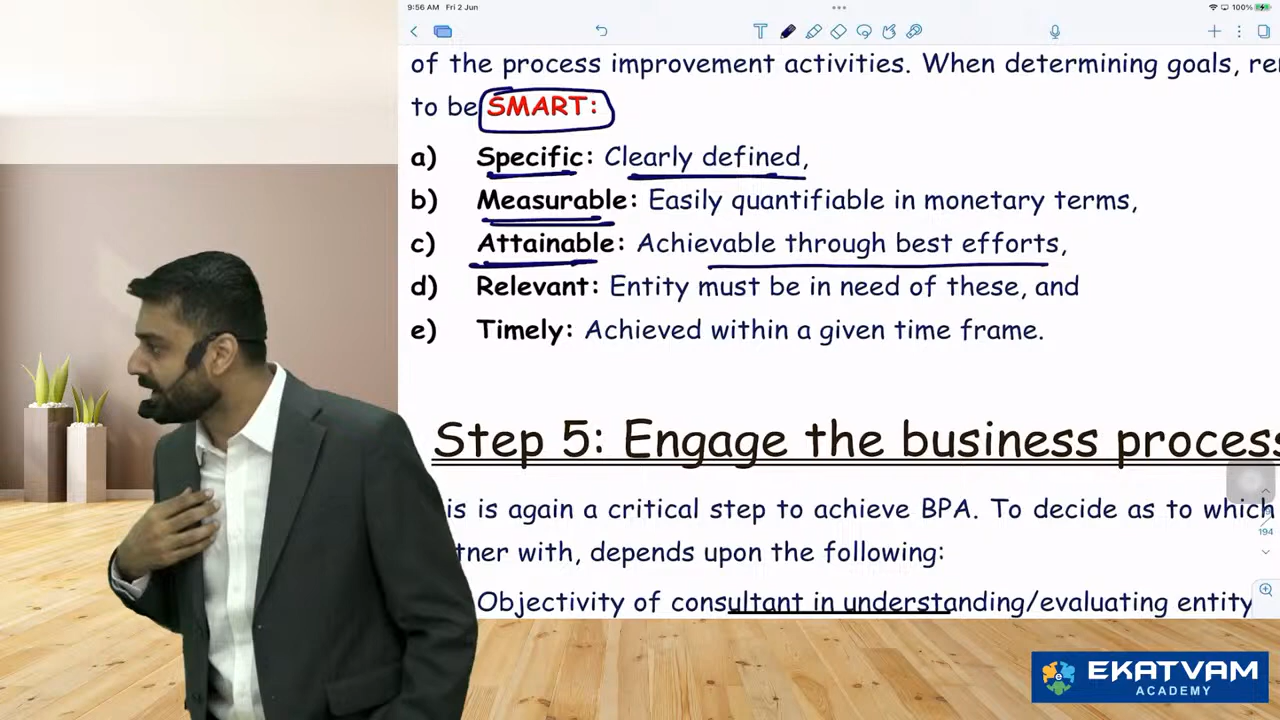 9:56 AM Fri 2 Jun
100%
of the process improvement activities. When determining goals,
to be SMART:
a) Specific: Clearly defined,
b) Measurable: Easily quantifiable in monetary terms,
c) Attainable: Achievable through best efforts,
d) Relevant: Entity must be in need of these, and
e) Timely: Achieved within a given time frame.
Step 5: Engage the business process
is again a critical step to achieve BPA. To decide as to which
with, depends upon the following:
194
Objectivity of consultant in understanding/evaluating entity
EKATVAM
ACADEMY